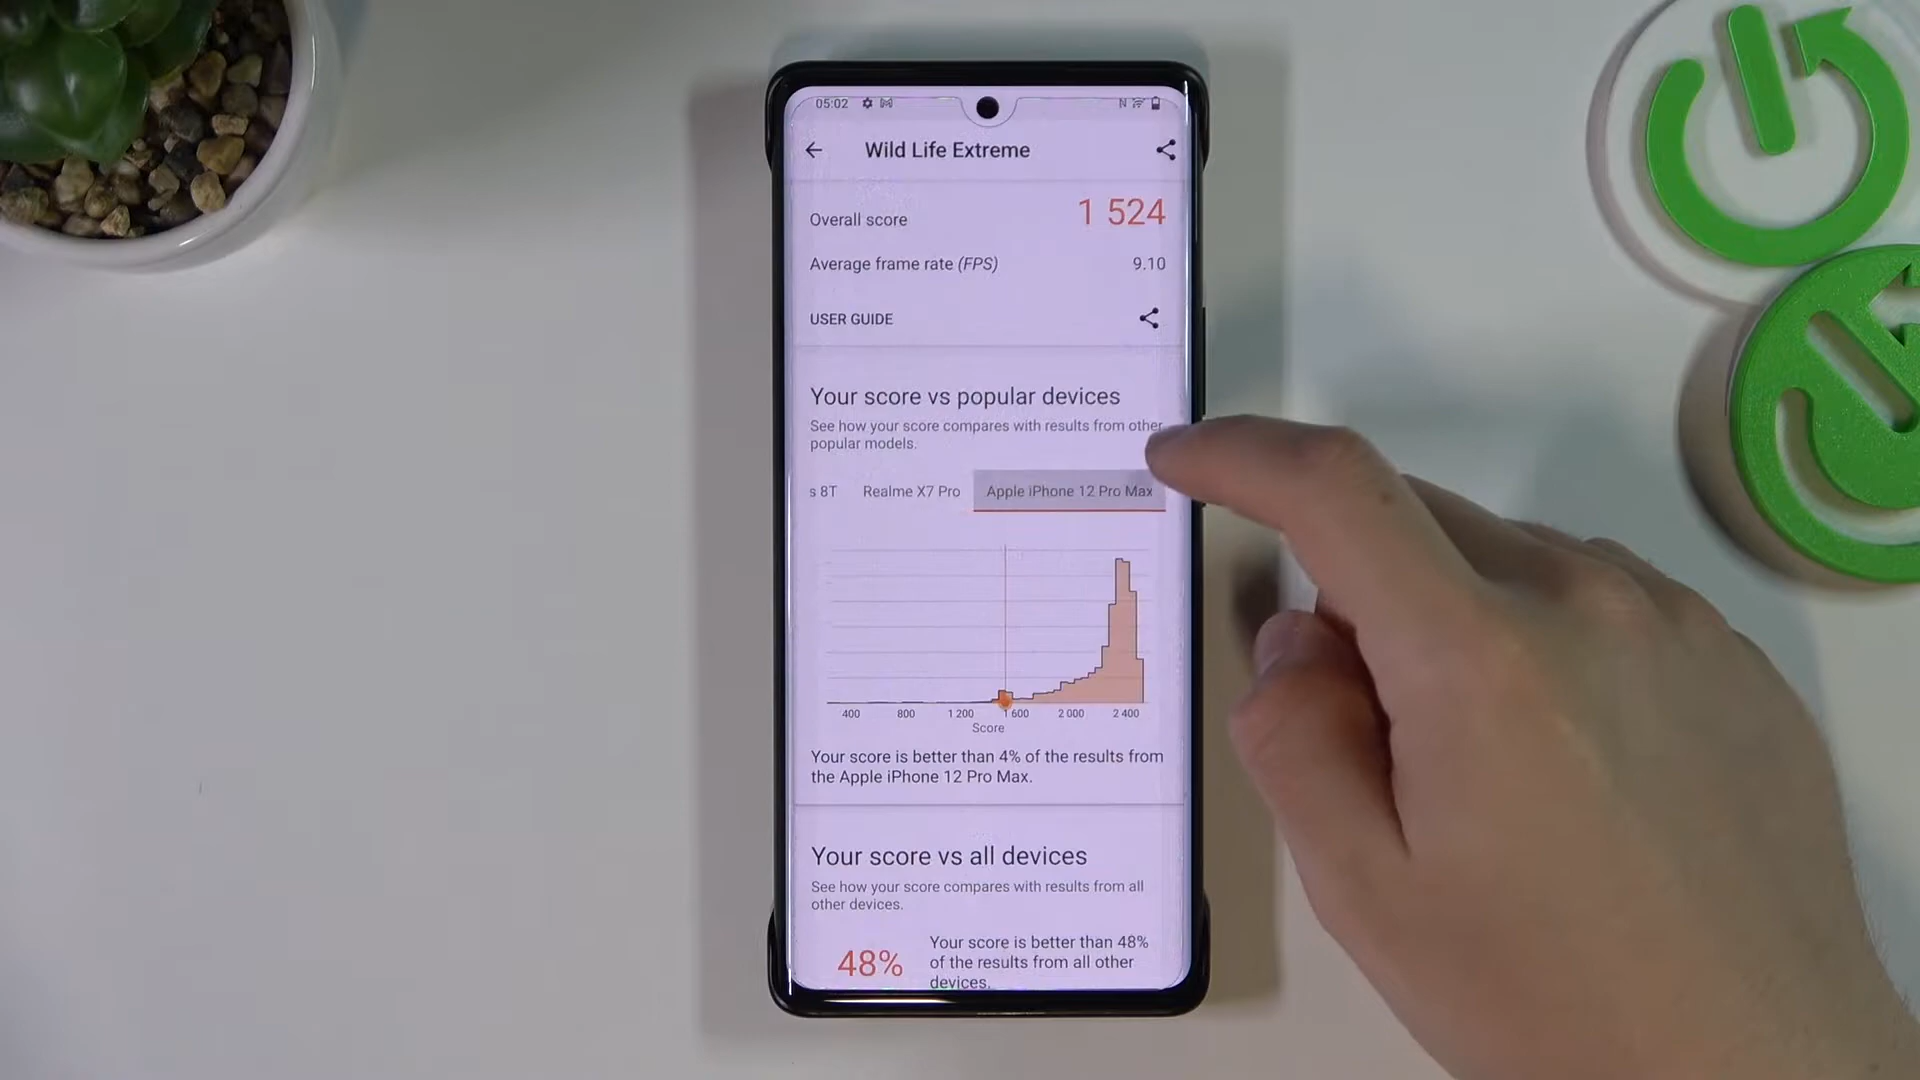 05:02
Wild Life Extreme
Overall score 1 524
Average frame rate (FPS) 9.10
USER GUIDE
Your score vs popular devices
See how your score compares with results from other
popular models.
s 8T Realme X7 Pro Apple iPhone 12 Pro Max
400 800 1 200 1 600 2 000 2 400
Score
Your score is better than 4% of the results from
the Apple iPhone 12 Pro Max.
Your score vs all devices
See how your score compares with results from all
other devices.
48%
Your score is better than 48%
of the results from all other
devices.